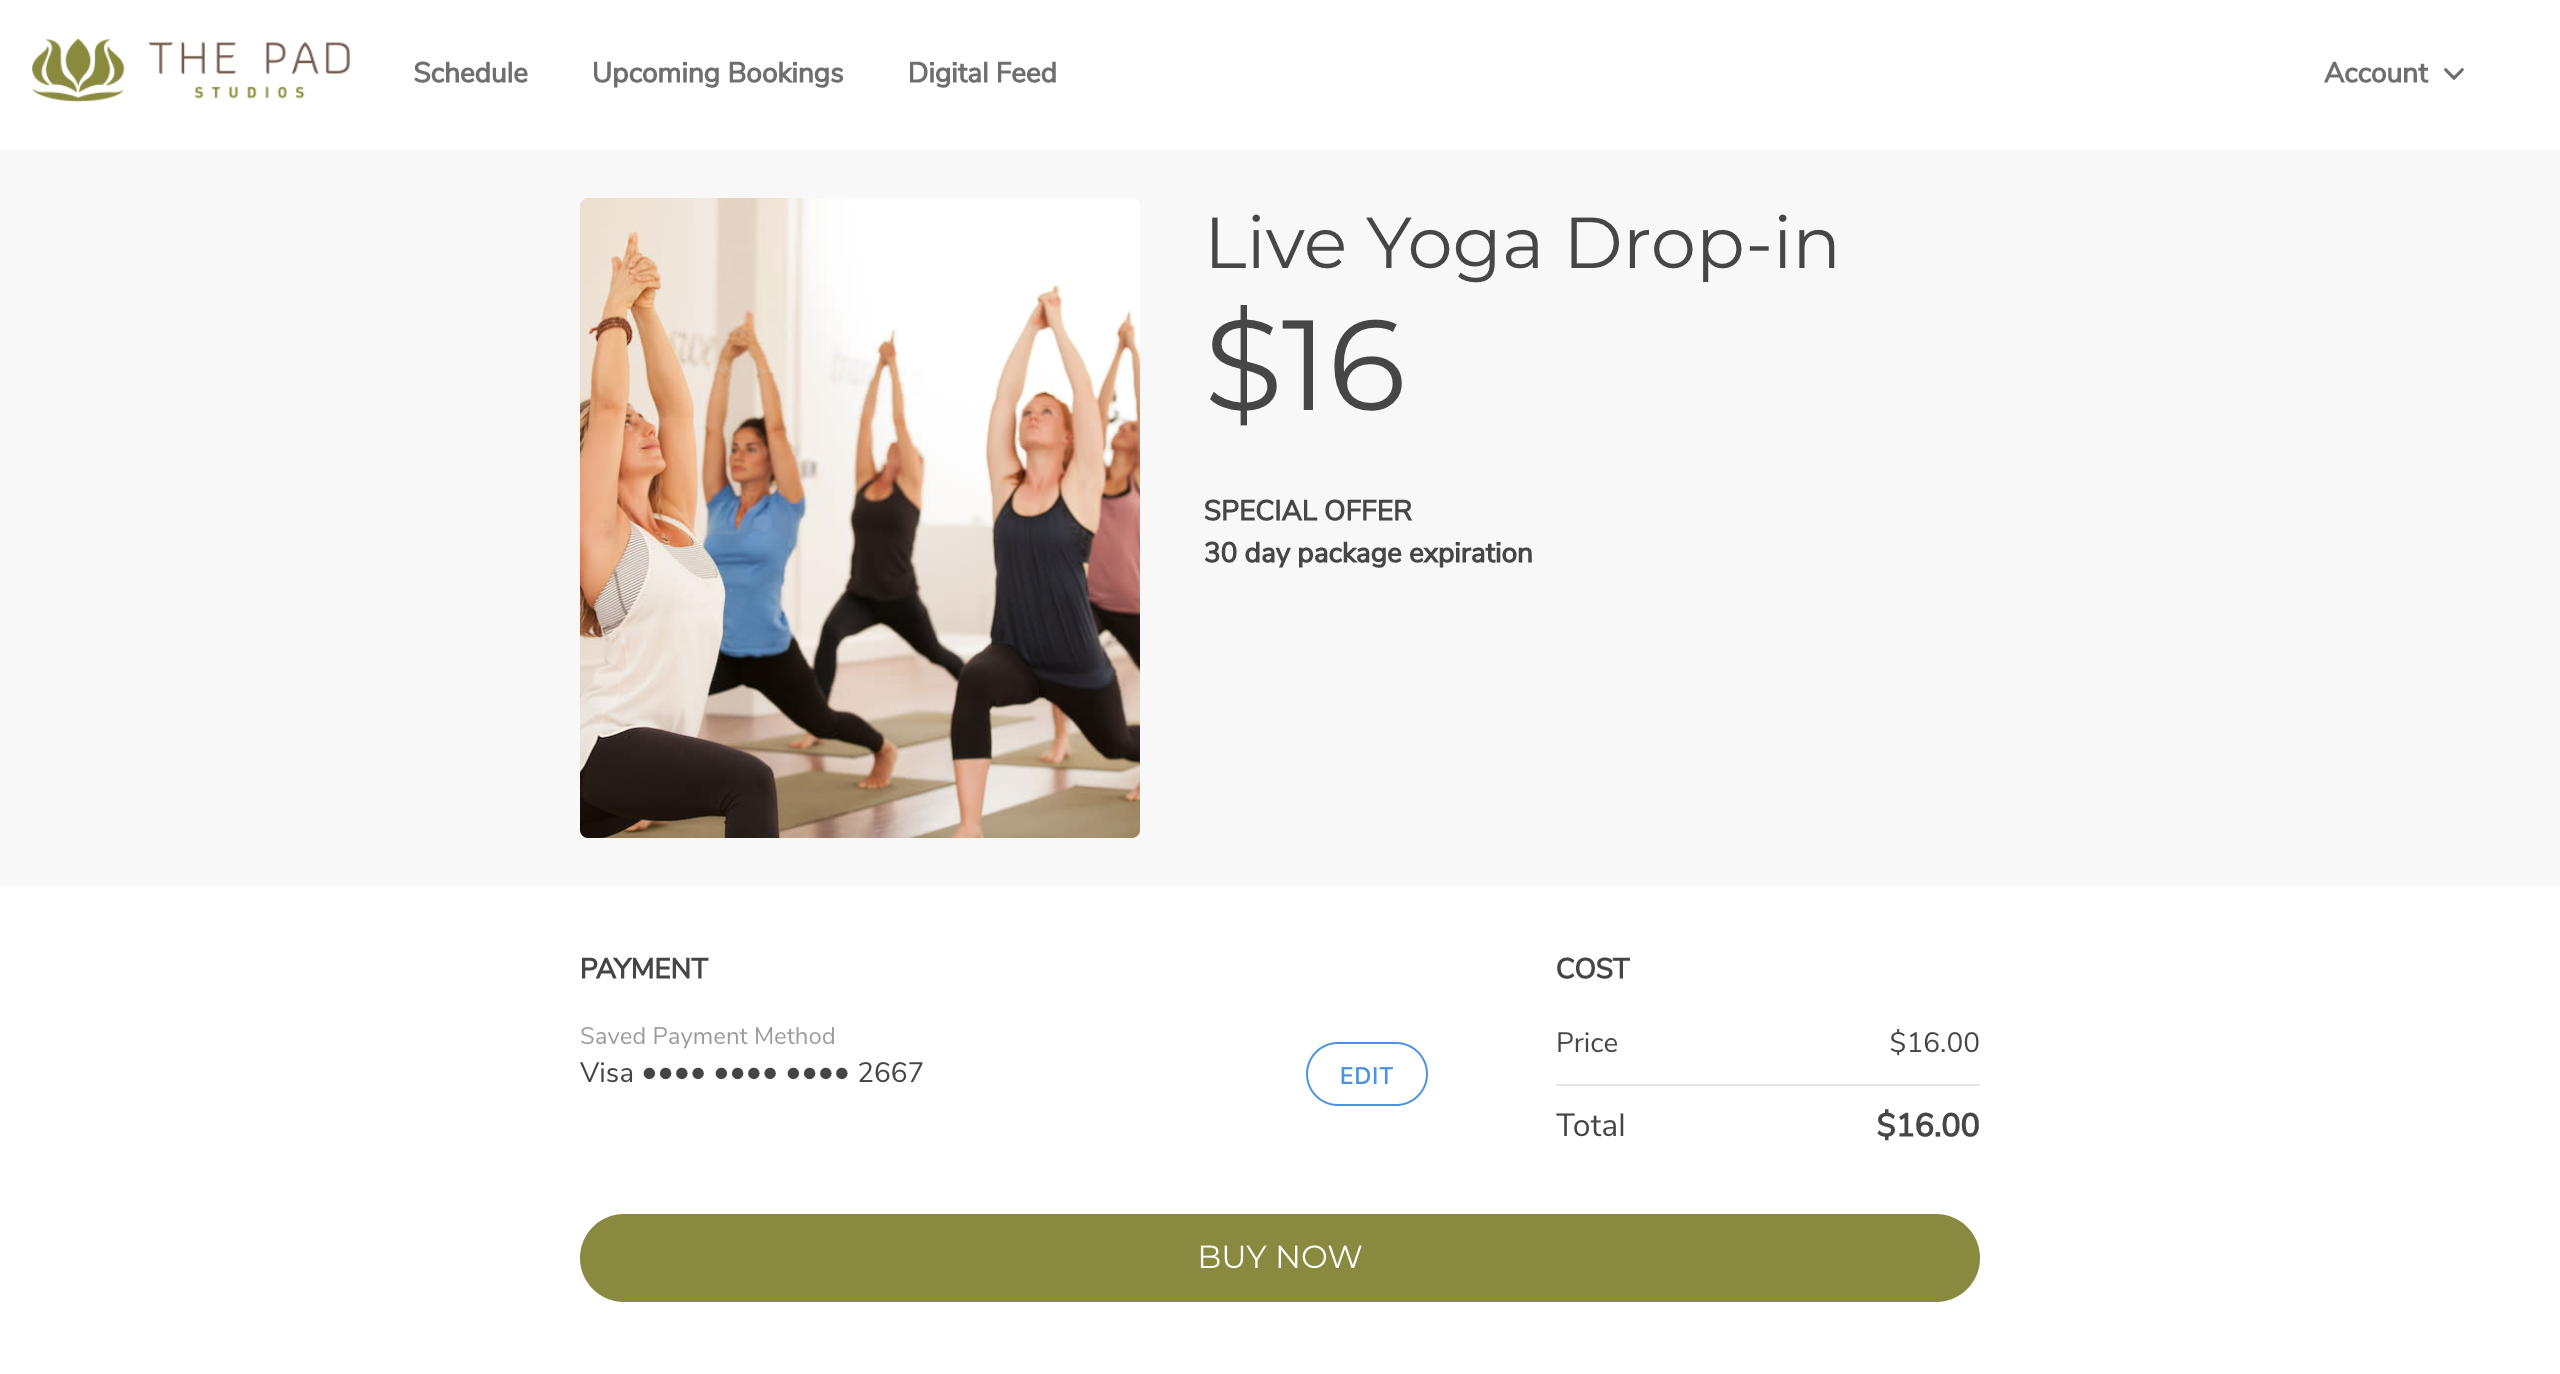 THE PAD
STUDIOS
Schedule
Upcoming Bookings
Digital Feed
Account
Live Yoga Drop-in
$16
SPECIAL OFFER
30 day package expiration
PAYMENT
Saved Payment Method
Visa •••• •••• •••• 2667
EDIT
COST
Price $16.00
Total $16.00
BUY NOW